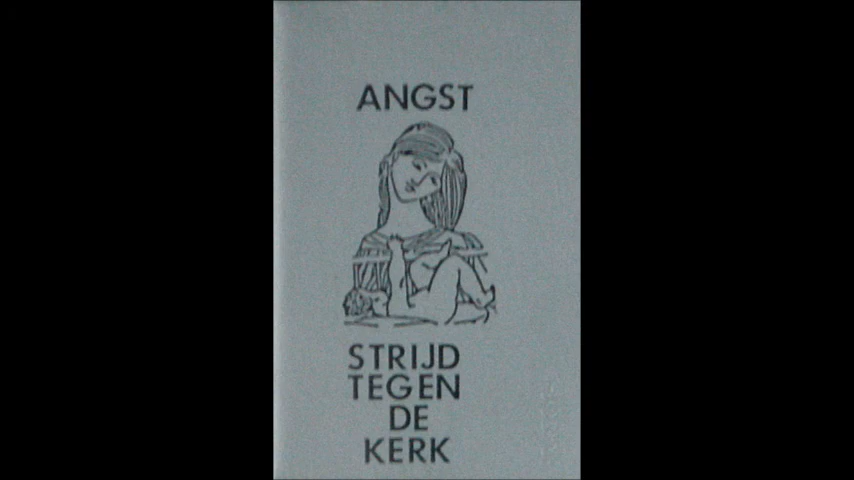 ANGST
STRIJD
TEGEN
DE
KERK